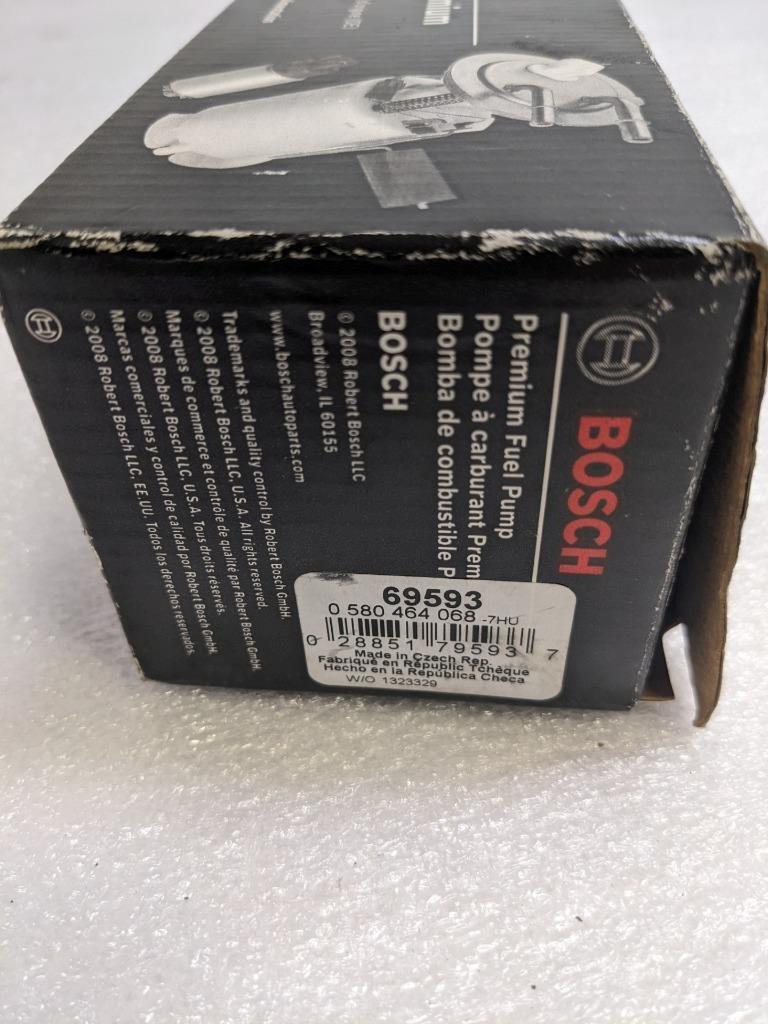 BOSCH
Premium Fuel Pump
Pompe à carburant Prem
Bomba de combustible P
BOSCH
© 2008 Robert Bosch LLC
Broadview, IL 60155
www.boschautoparts.com
Trademarks and quality control by Robert Bosch GmbH.
© 2008 Robert Bosch LLC, U.S.A. All rights reserved.
Marques de commerce et contrôle de qualité par Robert Bosch GmbH.
© 2008 Robert Bosch LLC, U.S.A. Tous droits réservés.
Marcas comerciales y control de calidad por Robert Bosch GmbH.
© 2008 Robert Bosch LLC, EE.UU. Todos los derechos reservados.
69593
0 580 464 068 -7HU
0 28851 79593 7
Made in Czech Rep.
Fabriqué en Républic Tchèque
Hecho en la República Checa
W/O 1323329